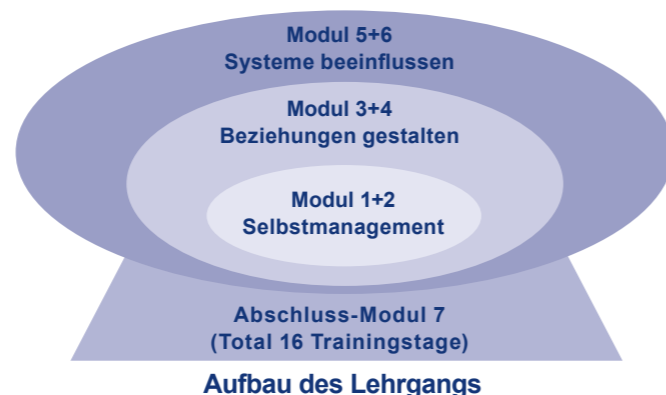 Modul 5+6
Systeme beeinflussen
Modul 3+4
Beziehungen gestalten
Modul 1+2
Selbstmanagement
Abschluss-Modul 7
(Total 16 Trainingstage)
Aufbau des Lehrgangs